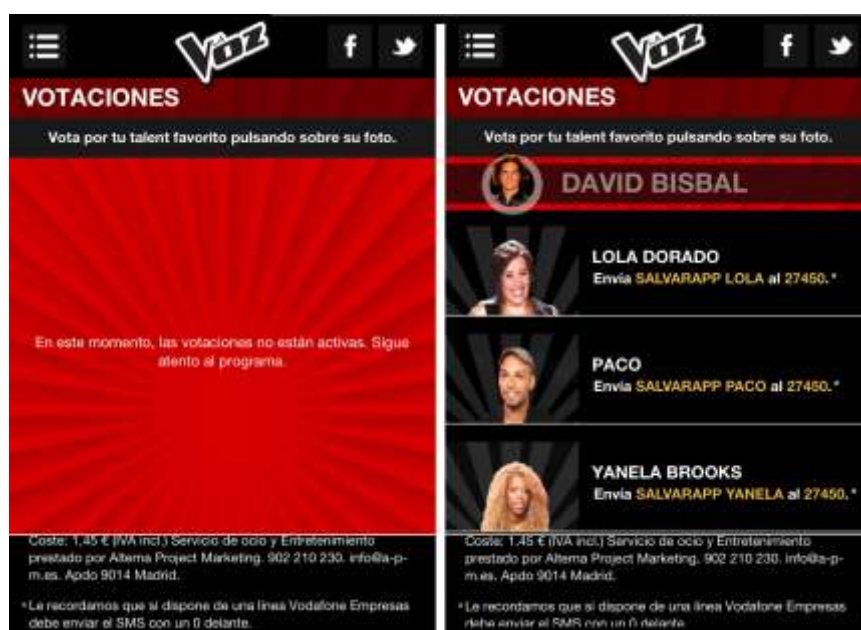 La Voz
VOTACIONES
Vota por tu talent favorito pulsando sobre su foto.
En este momento, las votaciones no están activas. Sigue
atento al programa.
Coste: 1,45 € (IVA incl.) Servicio de ocio y Entretenimiento
prestado por Alterna Project Marketing. 902 210 230. info@a-p-
m.es. Apdo 9014 Madrid.
*Le recordamos que si dispone de una línea Vodafone Empresas
debe enviar el SMS con un 0 delante.
La Voz
VOTACIONES
Vota por tu talent favorito pulsando sobre su foto.
DAVID BISBAL
LOLA DORADO
Envía SALVARAPP LOLA al 27450.*
PACO
Envía SALVARAPP PACO al 27450.*
YANELA BROOKS
Envía SALVARAPP YANELA al 27450.*
Coste: 1,45 € (IVA incl.) Servicio de ocio y Entretenimiento
prestado por Alterna Project Marketing. 902 210 230. info@a-p-
m.es. Apdo 9014 Madrid.
*Le recordamos que si dispone de una línea Vodafone Empresas
debe enviar el SMS con un 0 delante.